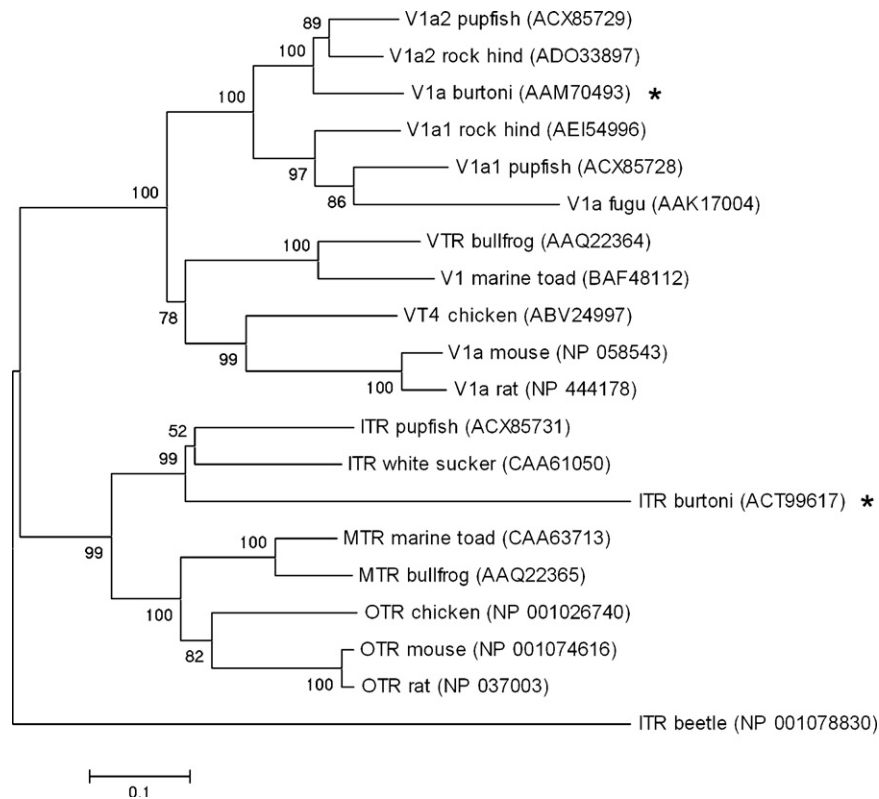 89
V1a2 pupfish (ACX85729)
100
V1a2 rock hind (ADO33897)
100
V1a burtoni (AAM70493) *
V1a1 rock hind (AEI54996)
97
V1a1 pupfish (ACX85728)
100
86
V1a fugu (AAK17004)
100
VTR bullfrog (AAQ22364)
V1 marine toad (BAF48112)
78
VT4 chicken (ABV24997)
99
V1a mouse (NP 058543)
100
V1a rat (NP 444178)
52
ITR pupfish (ACX85731)
99
ITR white sucker (CAA61050)
ITR burtoni (ACT99617) *
99
100
MTR marine toad (CAA63713)
MTR bullfrog (AAQ22365)
100
OTR chicken (NP 001026740)
82
OTR mouse (NP 001074616)
100
OTR rat (NP 037003)
ITR beetle (NP 001078830)
0.1